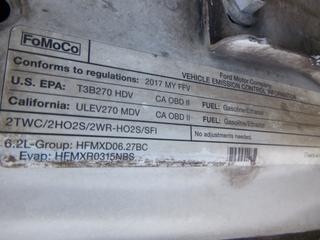 FoMoCo
Ford Motor Company
VEHICLE EMISSION CONTROL INFORMATION
Conforms to regulations: 2017 MY FFV
U.S. EPA: T3B270 HDV CA OBD II FUEL: Gasoline/Ethanol
California: ULEV270 MDV CA OBD II FUEL: Gasoline/Ethanol
2TWC/2HO2S/2WR-HO2S/SFI No adjustments needed.
6.2L-Group: HFMXD06.27BC
Evap: HFMXR0315NBS